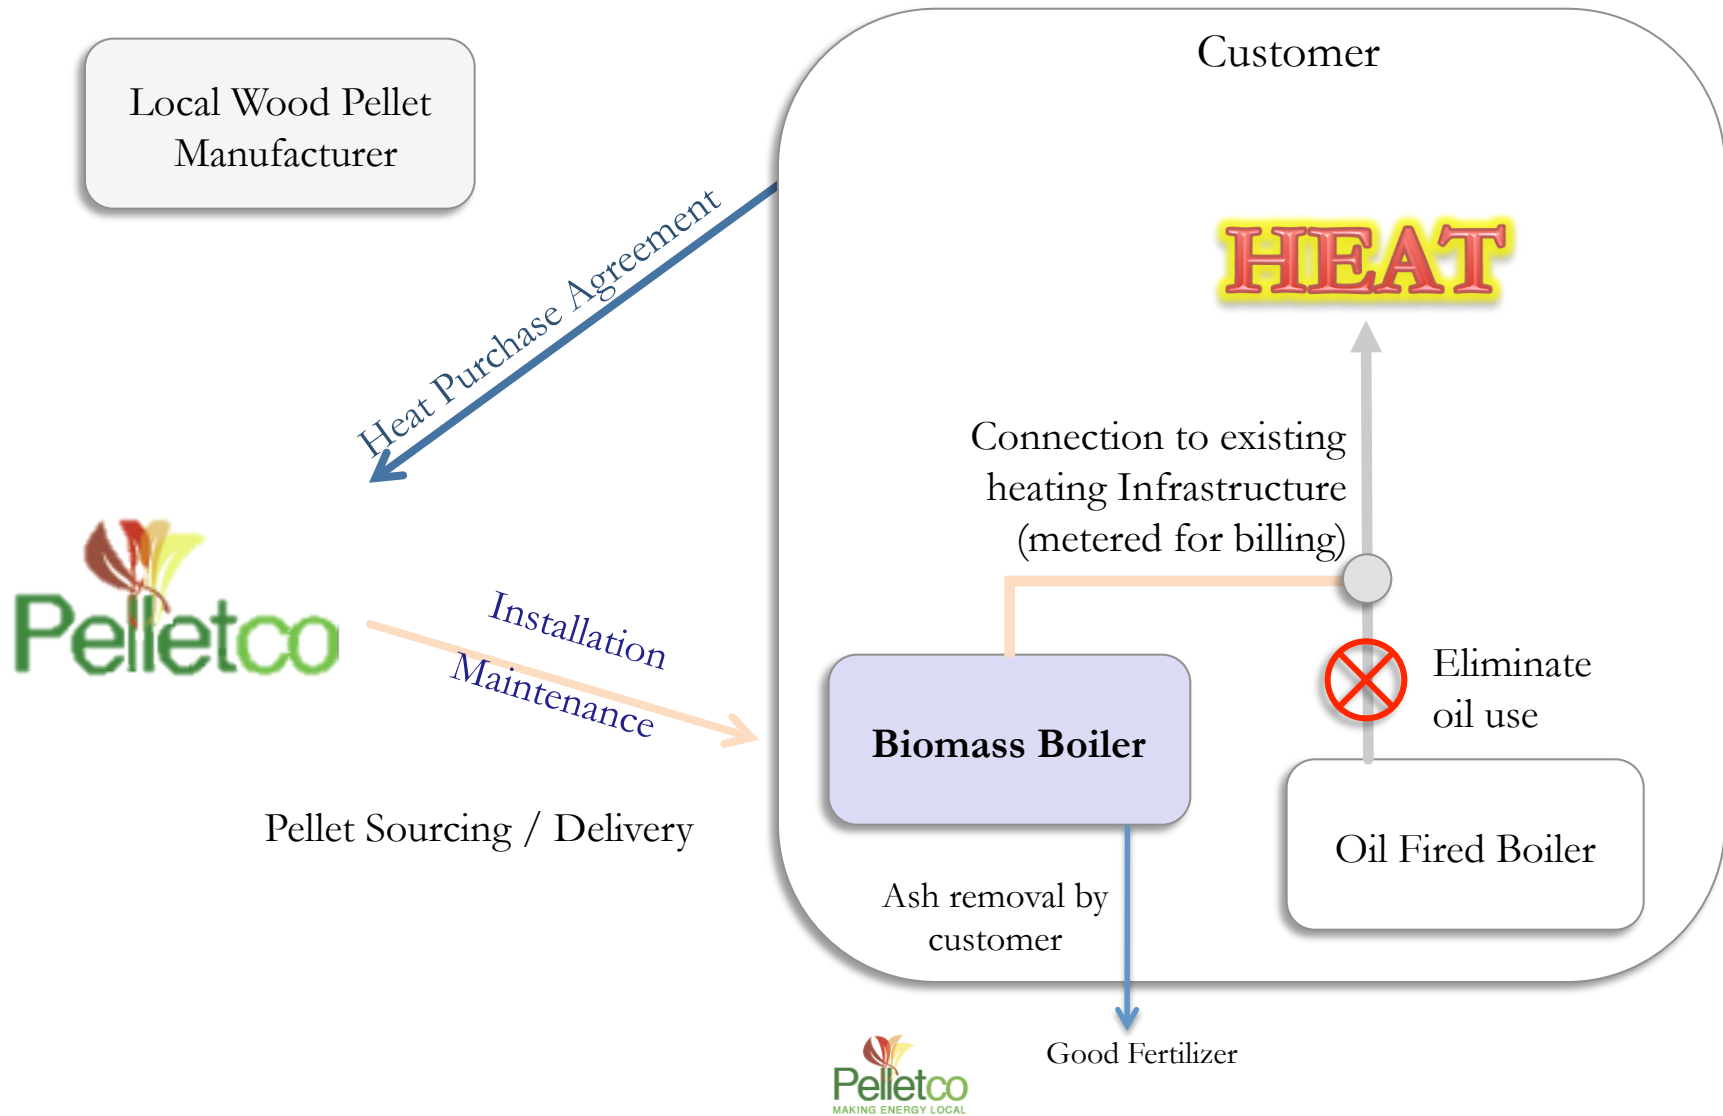 Customer
Local Wood Pellet
Manufacturer
Heat Purchase Agreement
HEAT
Connection to existing
heating Infrastructure
(metered for billing)
Pelletco
Installation
Maintenance
Eliminate
oil use
Biomass Boiler
Pellet Sourcing / Delivery
Oil Fired Boiler
Ash removal by
customer
Good Fertilizer
Pelletco
MAKING ENERGY LOCAL